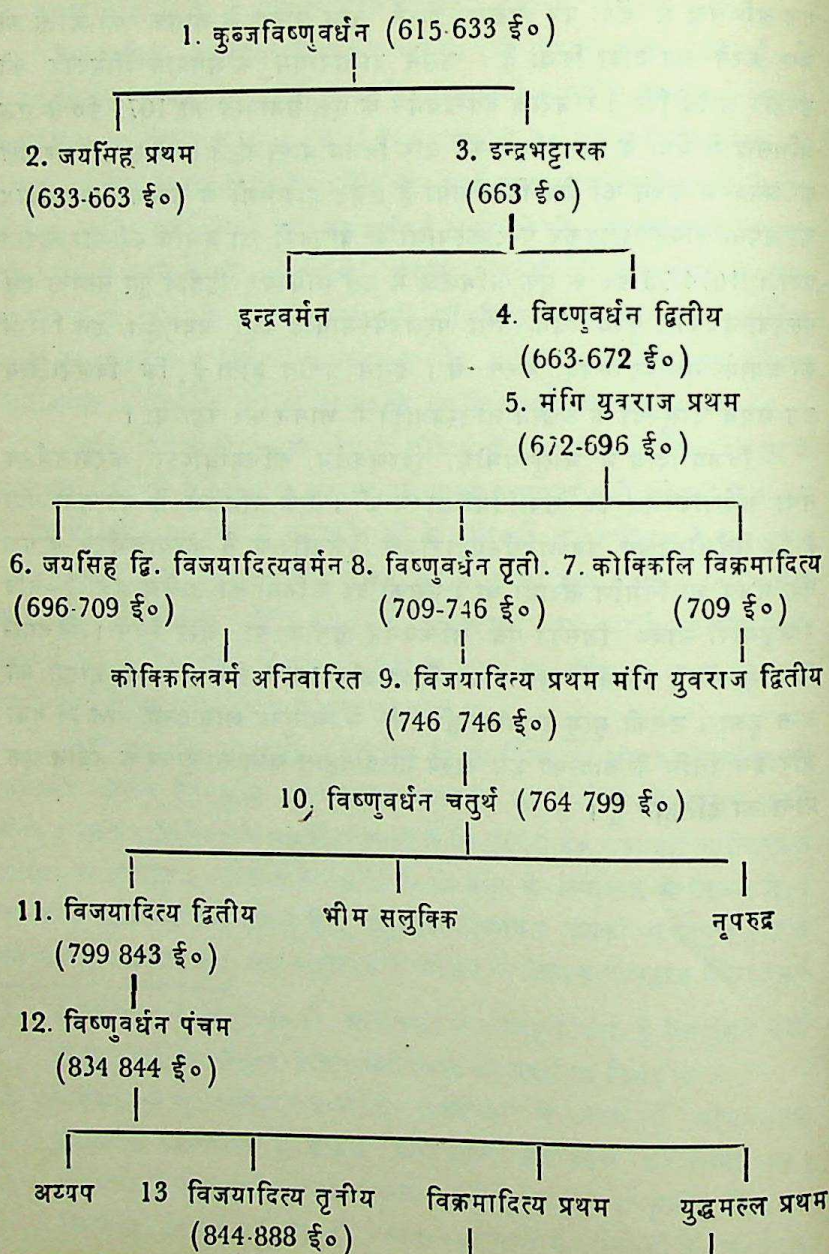 1. कुब्जविष्णुवर्धन (615-633 ई०)
2. जयसिंह प्रथम 3. इन्द्रभट्टारक
(633-663 ई०) (663 ई०)
इन्द्रवर्मन 4. विष्णुवर्धन द्वितीय
(663-672 ई०)
5. मंगि युवराज प्रथम
(672-696 ई०)
6. जयसिंह द्वि. विजयादित्यवर्मन 8. विष्णुवर्धन तृती. 7. कोक्किलि विक्रमादित्य
(696-709 ई०) (709-746 ई०) (709 ई०)
कोक्किलिवर्म अनिवारित 9. विजयादित्य प्रथम मंगि युवराज द्वितीय
(746 746 ई०)
10. विष्णुवर्धन चतुर्थ (764 799 ई०)
11. विजयादित्य द्वितीय भीम सलुक्कि नृपरुद्र
(799 843 ई०)
12. विष्णुवर्धन पंचम
(834 844 ई०)
अय्यप 13 विजयादित्य तृतीय विक्रमादित्य प्रथम युद्धमल्ल प्रथम
(844-888 ई०)